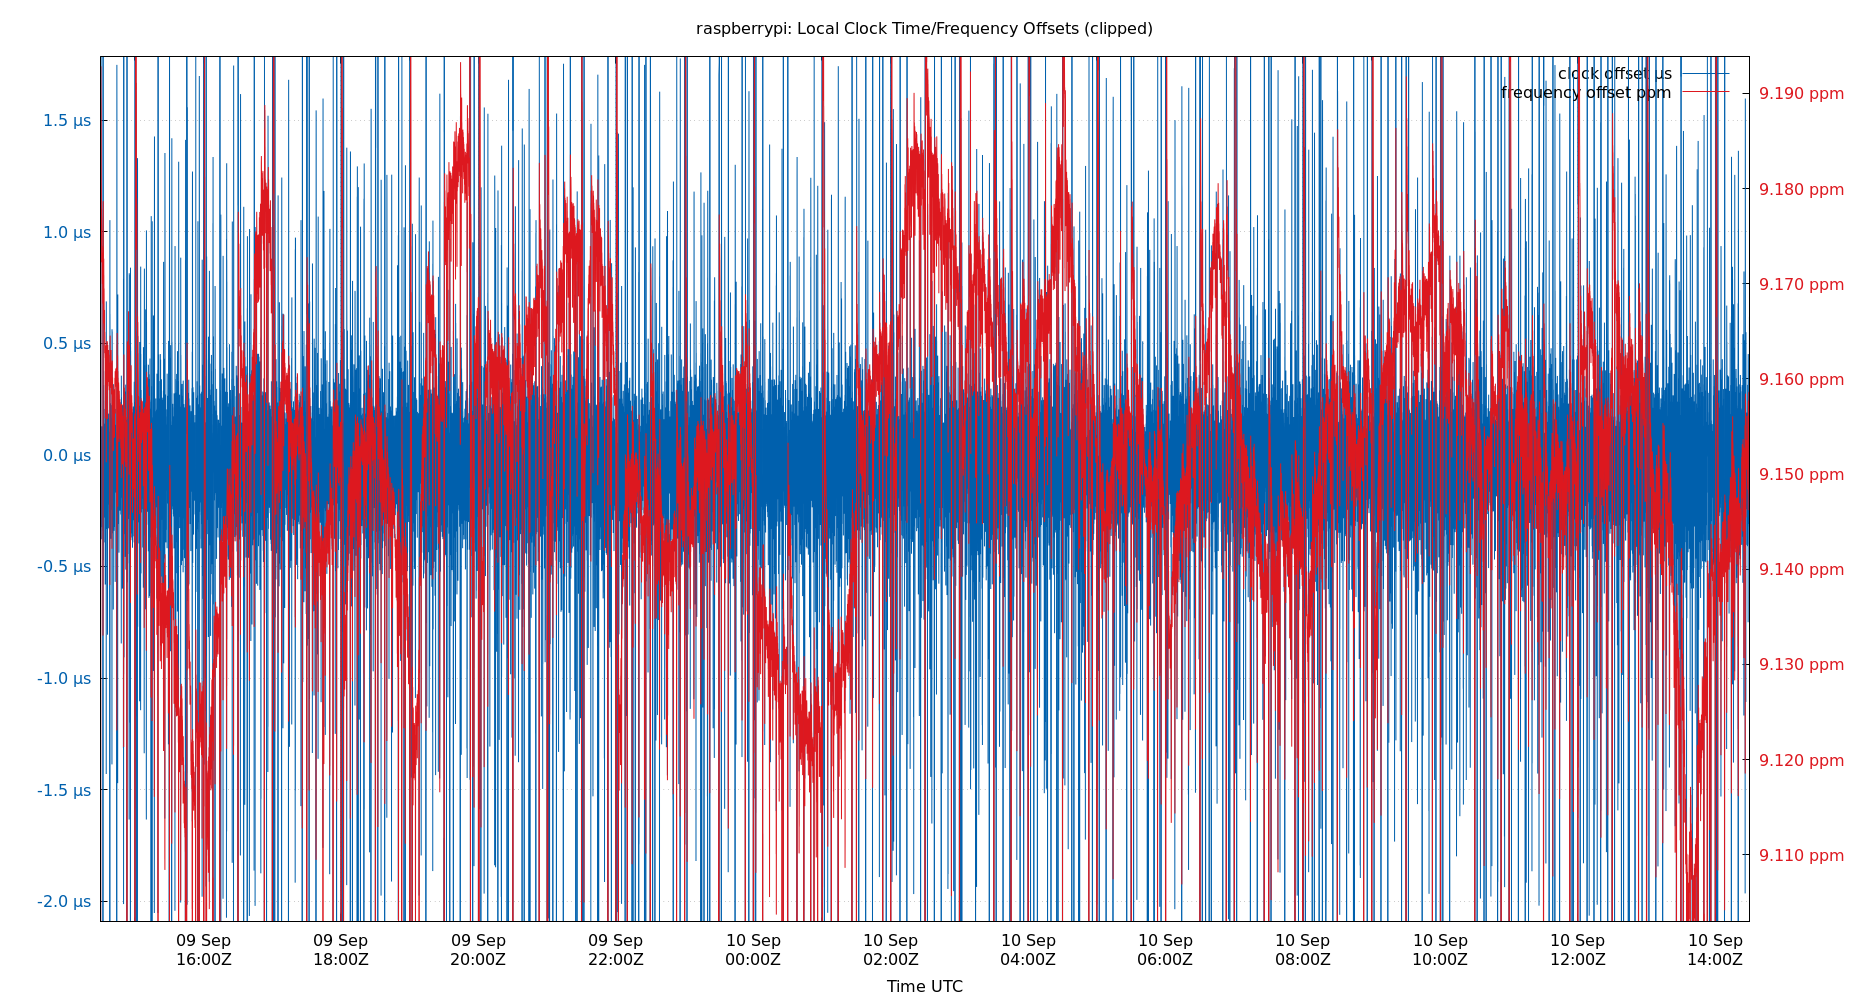 raspberrypi: Local Clock Time/Frequency Offsets (clipped)
clock offset µs
frequency offset ppm
1.5 µs
1.0 µs
0.5 µs
0.0 µs
-0.5 µs
-1.0 µs
-1.5 µs
-2.0 µs
9.190 ppm
9.180 ppm
9.170 ppm
9.160 ppm
9.150 ppm
9.140 ppm
9.130 ppm
9.120 ppm
9.110 ppm
09 Sep 09 Sep 09 Sep 09 Sep 10 Sep 10 Sep 10 Sep 10 Sep 10 Sep 10 Sep 10 Sep 10 Sep
16:00Z 18:00Z 20:00Z 22:00Z 00:00Z 02:00Z 04:00Z 06:00Z 08:00Z 10:00Z 12:00Z 14:00Z
Time UTC